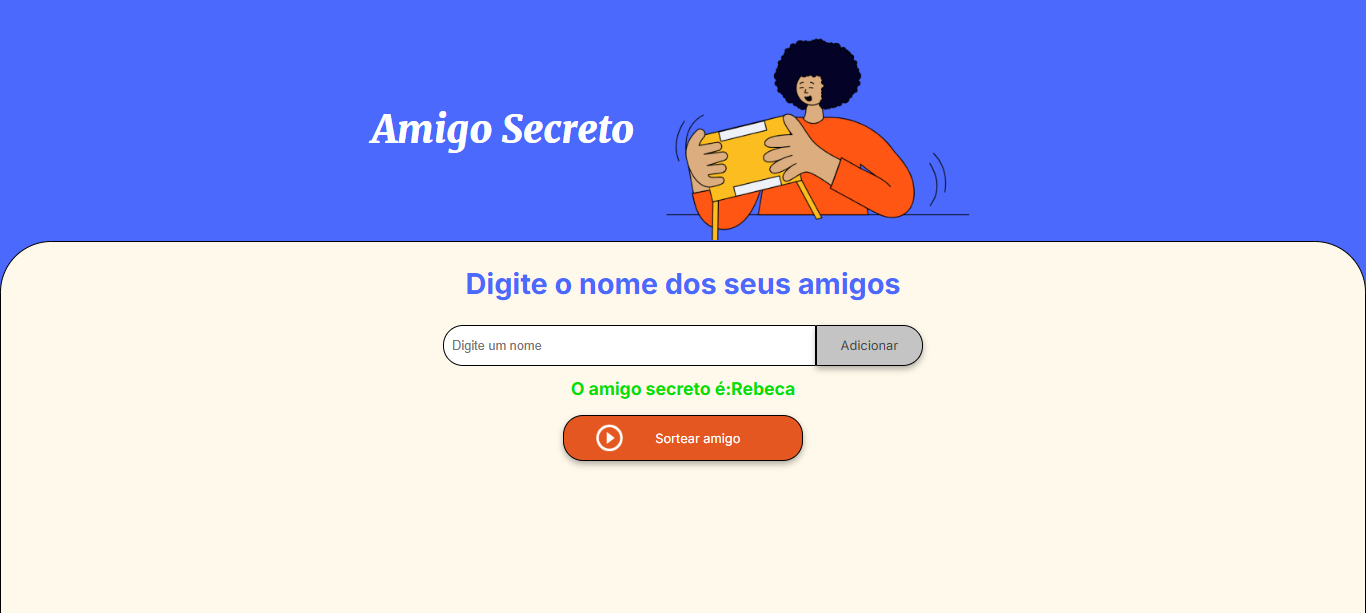 Amigo Secreto
Digite o nome dos seus amigos
Digite um nome
Adicionar
O amigo secreto é:Rebeca
Sortear amigo